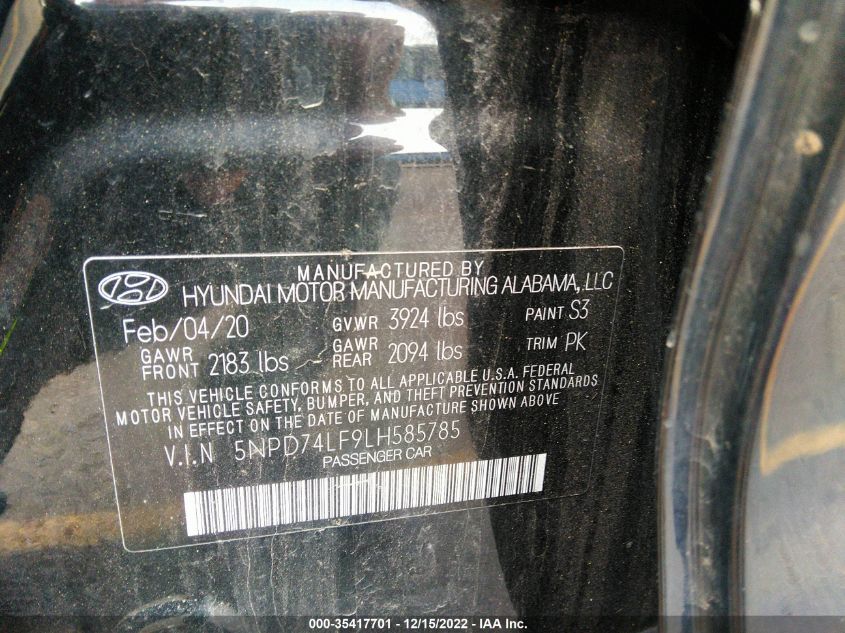 MANUFACTURED BY
HYUNDAI MOTOR MANUFACTURING ALABAMA, LLC
Feb/04/20 GVWR 3924 lbs PAINT S3
GAWR FRONT 2183 lbs GAWR REAR 2094 lbs TRIM PK
THIS VEHICLE CONFORMS TO ALL APPLICABLE U.S.A. FEDERAL
MOTOR VEHICLE SAFETY, BUMPER, AND THEFT PREVENTION STANDARDS
IN EFFECT ON THE DATE OF MANUFACTURE SHOWN ABOVE
V.I.N 5NPD74LF9LH585785
PASSENGER CAR
000-35417701 - 12/15/2022 - IAA Inc.